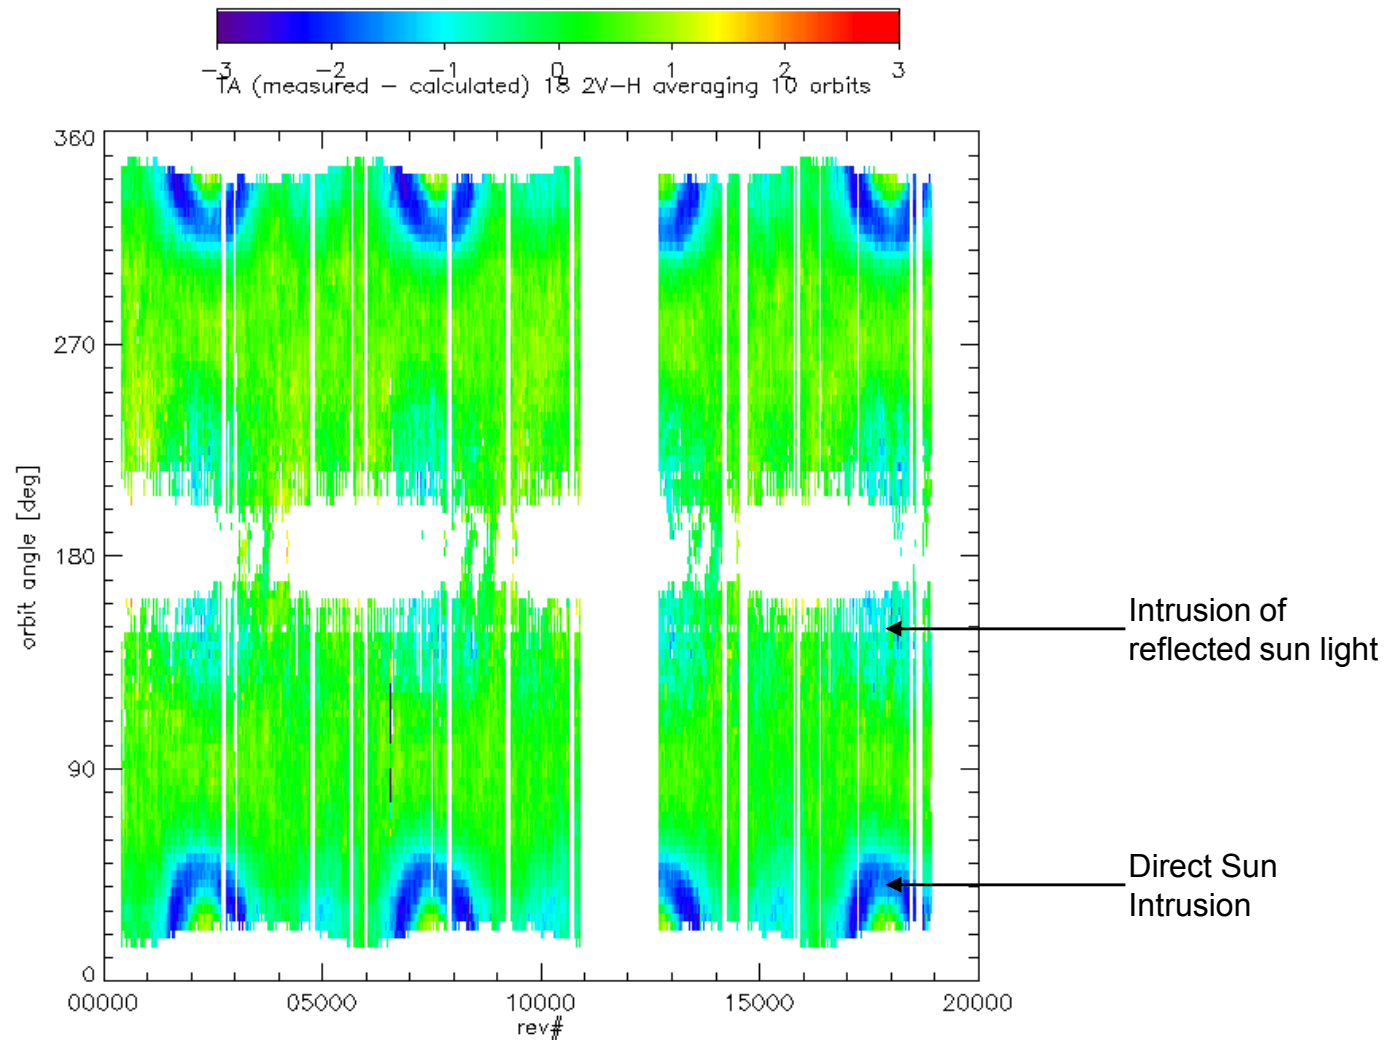 -3 -2 -1 0 1 2 3
TA (measured - calculated) 18 2V-H averaging 10 orbits
360
270
180
90
0
orbit angle [deg]
00000 05000 10000 15000 20000
rev#
Intrusion of
reflected sun light
Direct Sun
Intrusion